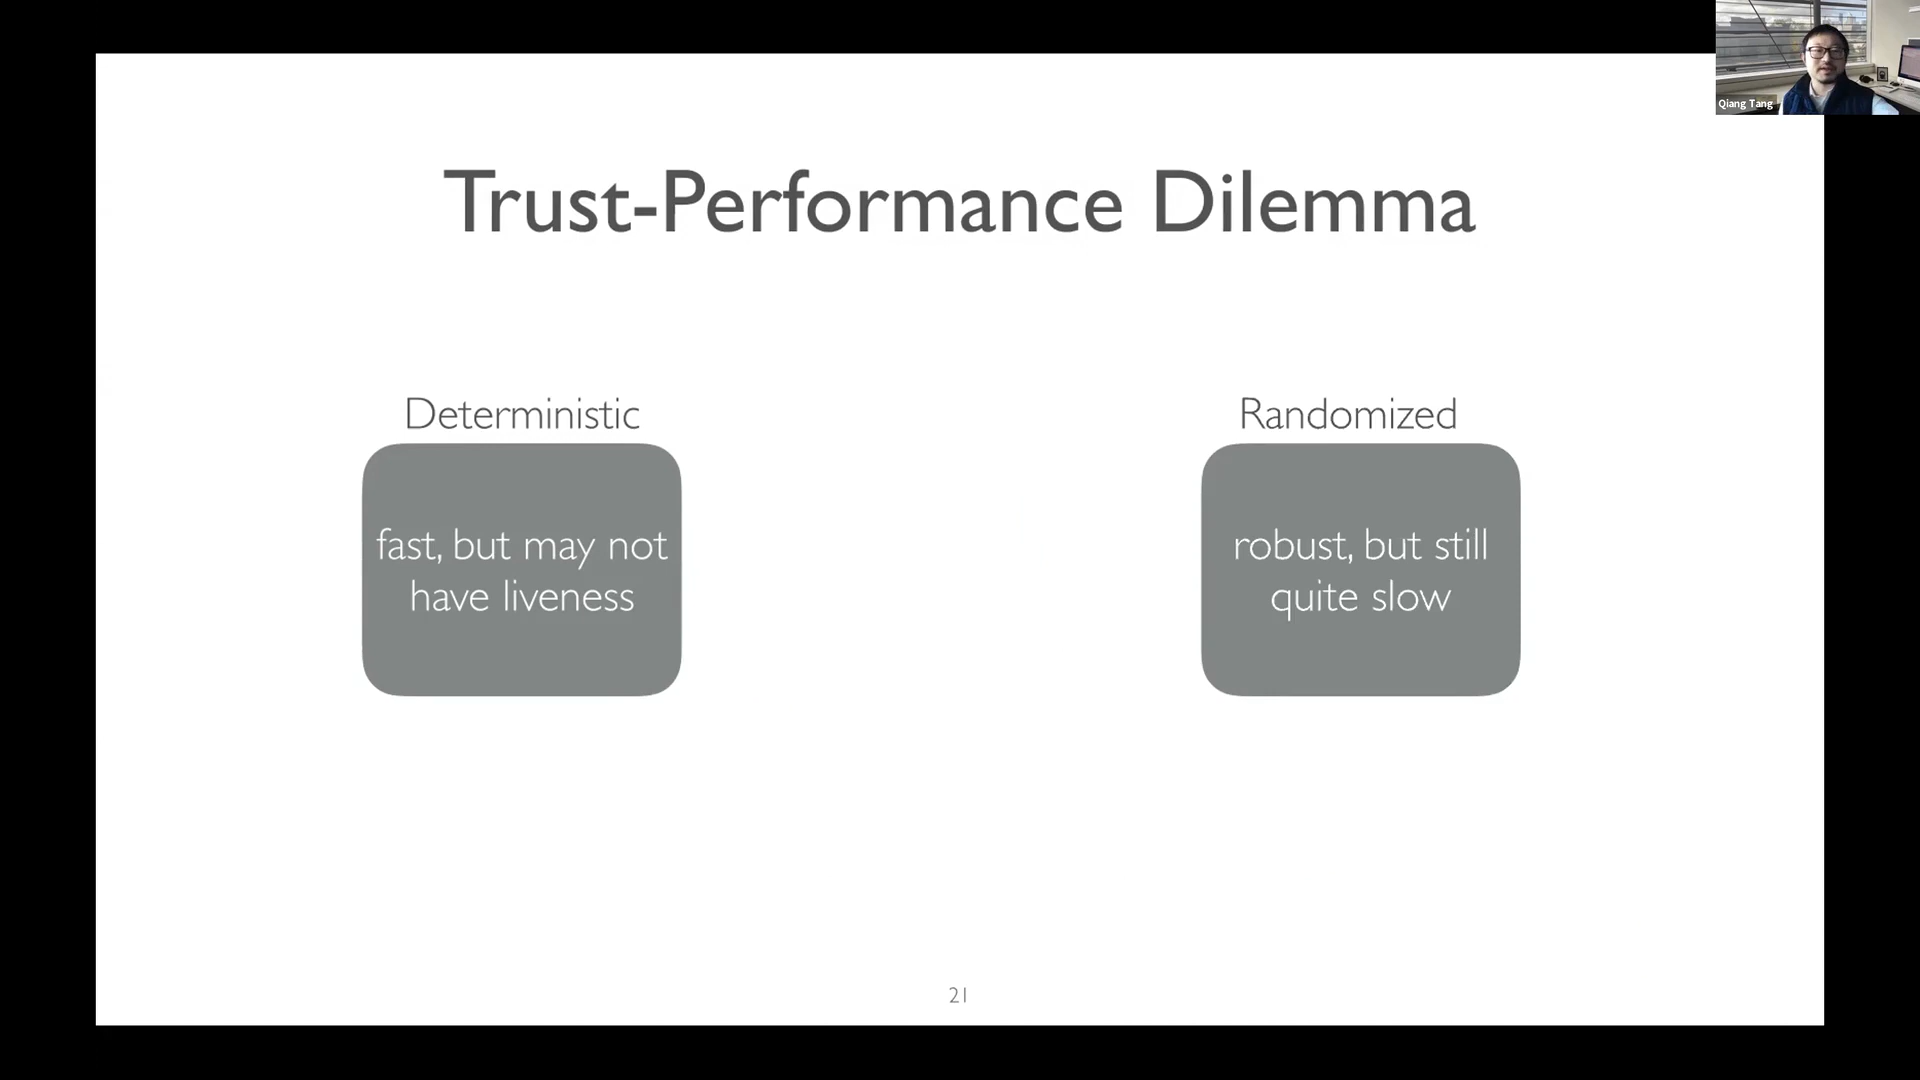 Qiang Tang
Trust-Performance Dilemma
Deterministic
fast, but may not
have liveness
Randomized
robust, but still
quite slow
21